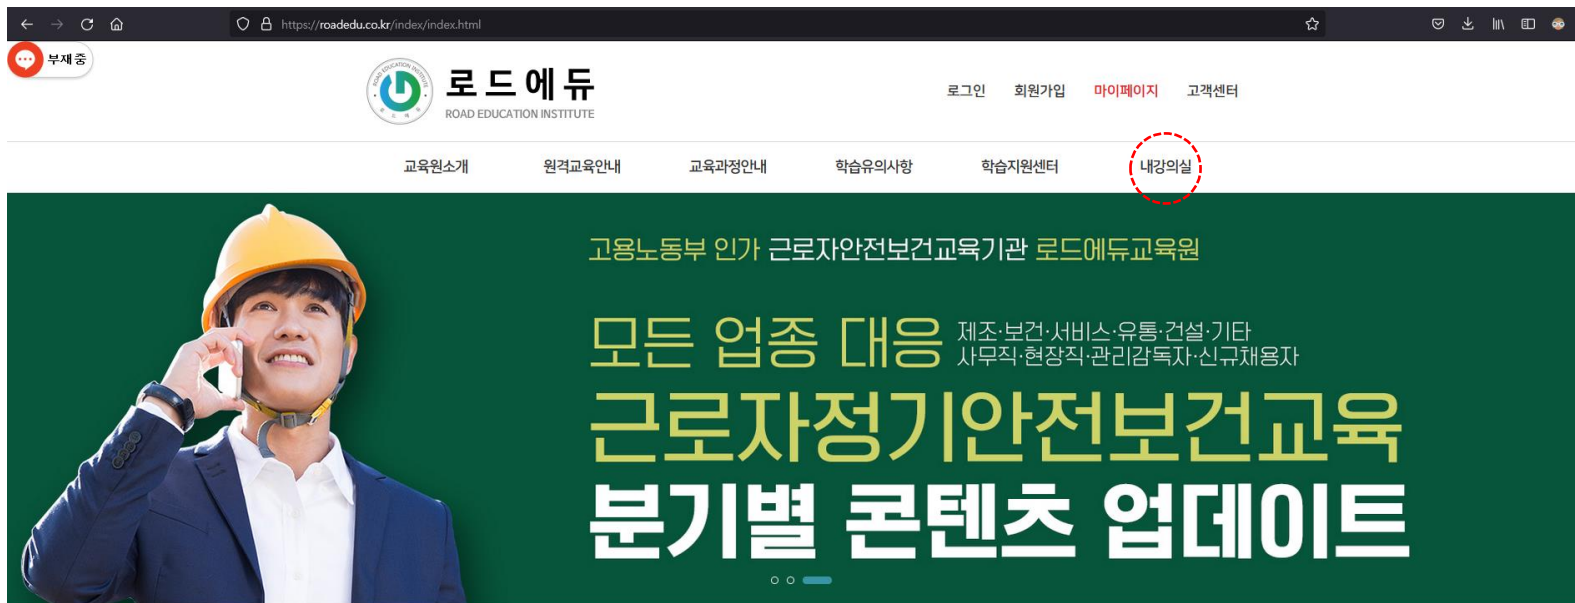 https://roadedu.co.kr/index/index.html
부재중
로드에듀
ROAD EDUCATION INSTITUTE
로그인 회원가입 마이페이지 고객센터
교육원소개 원격교육안내 교육과정안내 학습유의사항 학습지원센터 내강의실
고용노동부 인가 근로자안전보건교육기관 로드에듀교육원
모든 업종 대응
제조·보건·서비스·유통·건설·기타
사무직·현장직·관리감독자·신규채용자
근로자정기안전보건교육
분기별 콘텐츠 업데이트